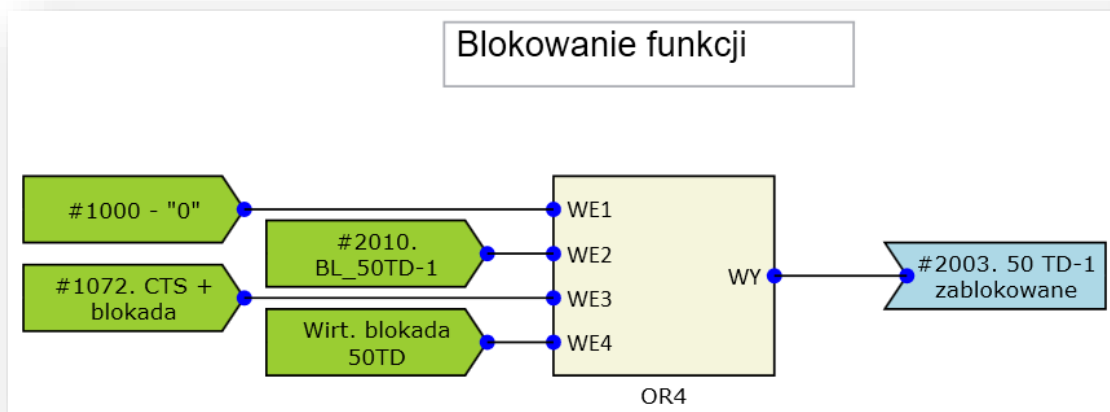 Blokowanie funkcji
#1000 - "0"
WE1
#2010.
BL_50TD-1
WE2
#1072. CTS +
blokada
WE3
Wirt. blokada
50TD
WE4
WY
#2003. 50 TD-1
zablokowane
OR4